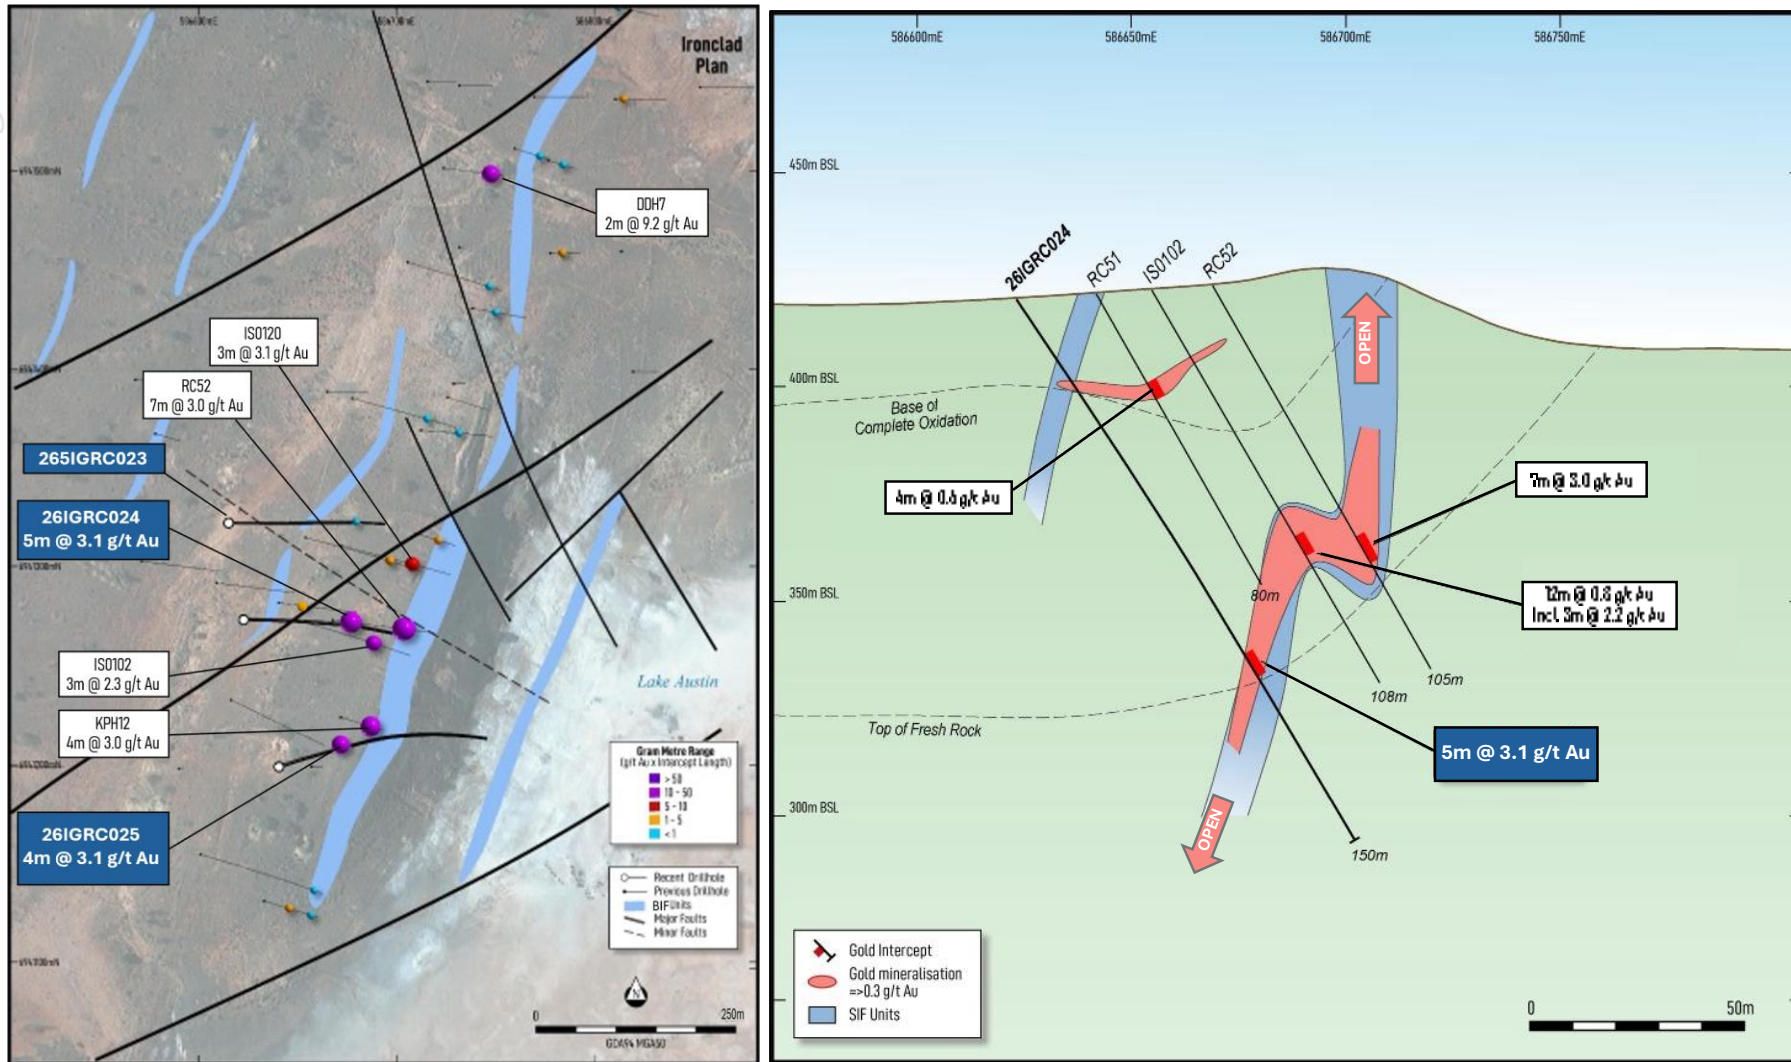 Ironclad
Plan
DDH7
2m @ 9.2 g/t Au
IS0120
3m @ 3.1 g/t Au
RC52
7m @ 3.0 g/t Au
265IGRC023
26IGRC024
5m @ 3.1 g/t Au
IS0102
3m @ 2.3 g/t Au
KPH12
4m @ 3.0 g/t Au
26IGRC025
4m @ 3.1 g/t Au
Lake Austin
Gram Metre Range
(g/t Au x Intercept Length)
> 50
10 - 50
5 - 10
1 - 5
< 1
Recent Drillhole
Previous Drillhole
BIF Units
Major Faults
Minor Faults
N
0
250m
GDA94 MGA50
586600mE
586650mE
586700mE
586750mE
450m BSL
400m BSL
350m BSL
300m BSL
26IGRC024
RC51
IS0102
RC52
OPEN
Base of
Complete Oxidation
4m @ 0.6 g/t Au
7m @ 3.0 g/t Au
12m @ 0.8 g/t Au
Incl. 3m @ 2.2 g/t Au
80m
108m
105m
Top of Fresh Rock
5m @ 3.1 g/t Au
OPEN
150m
Gold Intercept
Gold mineralisation
=>0.3 g/t Au
SIF Units
0
50m